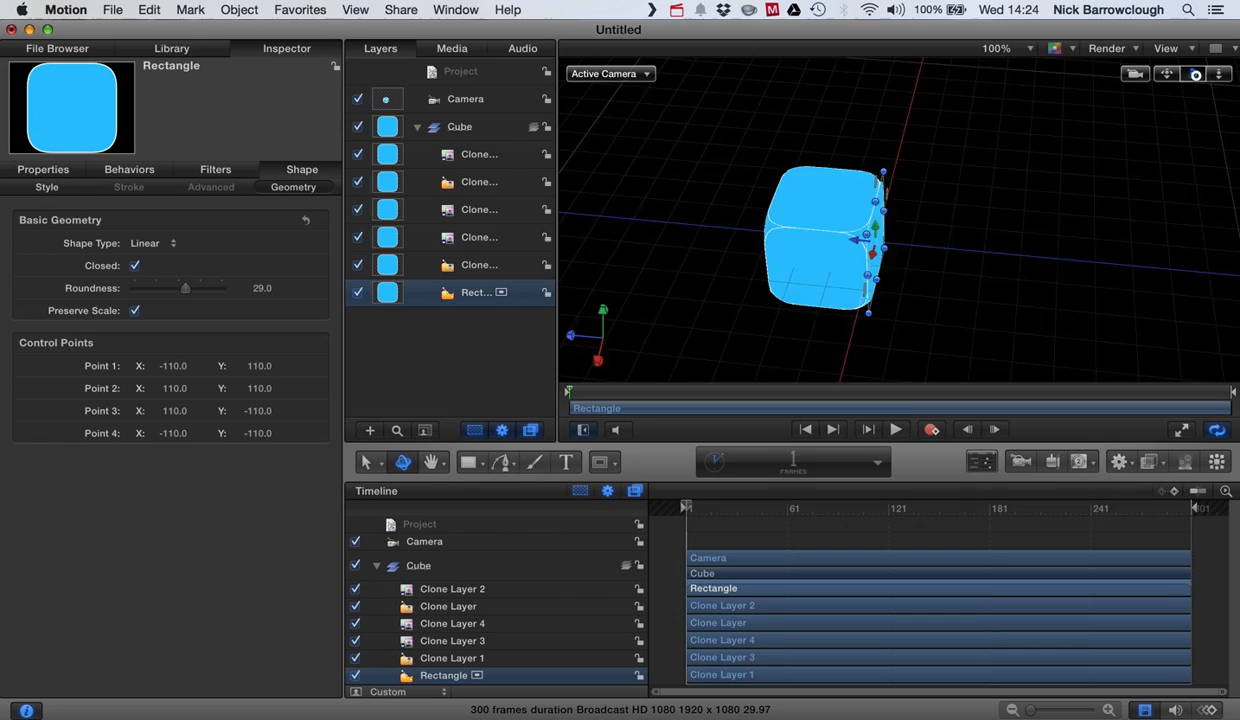 Motion File Edit Mark Object Favorites View Share Window Help 100% Wed 14:24 Nick Barrowclough
Untitled
File Browser Library Inspector
Layers Media Audio
100% Render View
Rectangle
Properties Behaviors Filters Shape
Style Stroke Advanced Geometry
Basic Geometry
Shape Type: Linear
Closed:
Roundness: 29.0
Preserve Scale:
Control Points
Point 1: X: -110.0 Y: 110.0
Point 2: X: 110.0 Y: 110.0
Point 3: X: 110.0 Y: -110.0
Point 4: X: -110.0 Y: -110.0
Project
Camera
Cube
Clone...
Clone...
Clone...
Clone...
Clone...
Rect...
Active Camera
Rectangle
1
FRAMES
Timeline
61 121 181 241
Project
Camera
Cube
Clone Layer 2
Clone Layer
Clone Layer 4
Clone Layer 3
Clone Layer 1
Rectangle
Custom
Camera
Cube
Rectangle
Clone Layer 2
Clone Layer
Clone Layer 4
Clone Layer 3
Clone Layer 1
300 frames duration Broadcast HD 1080 1920 x 1080 29.97